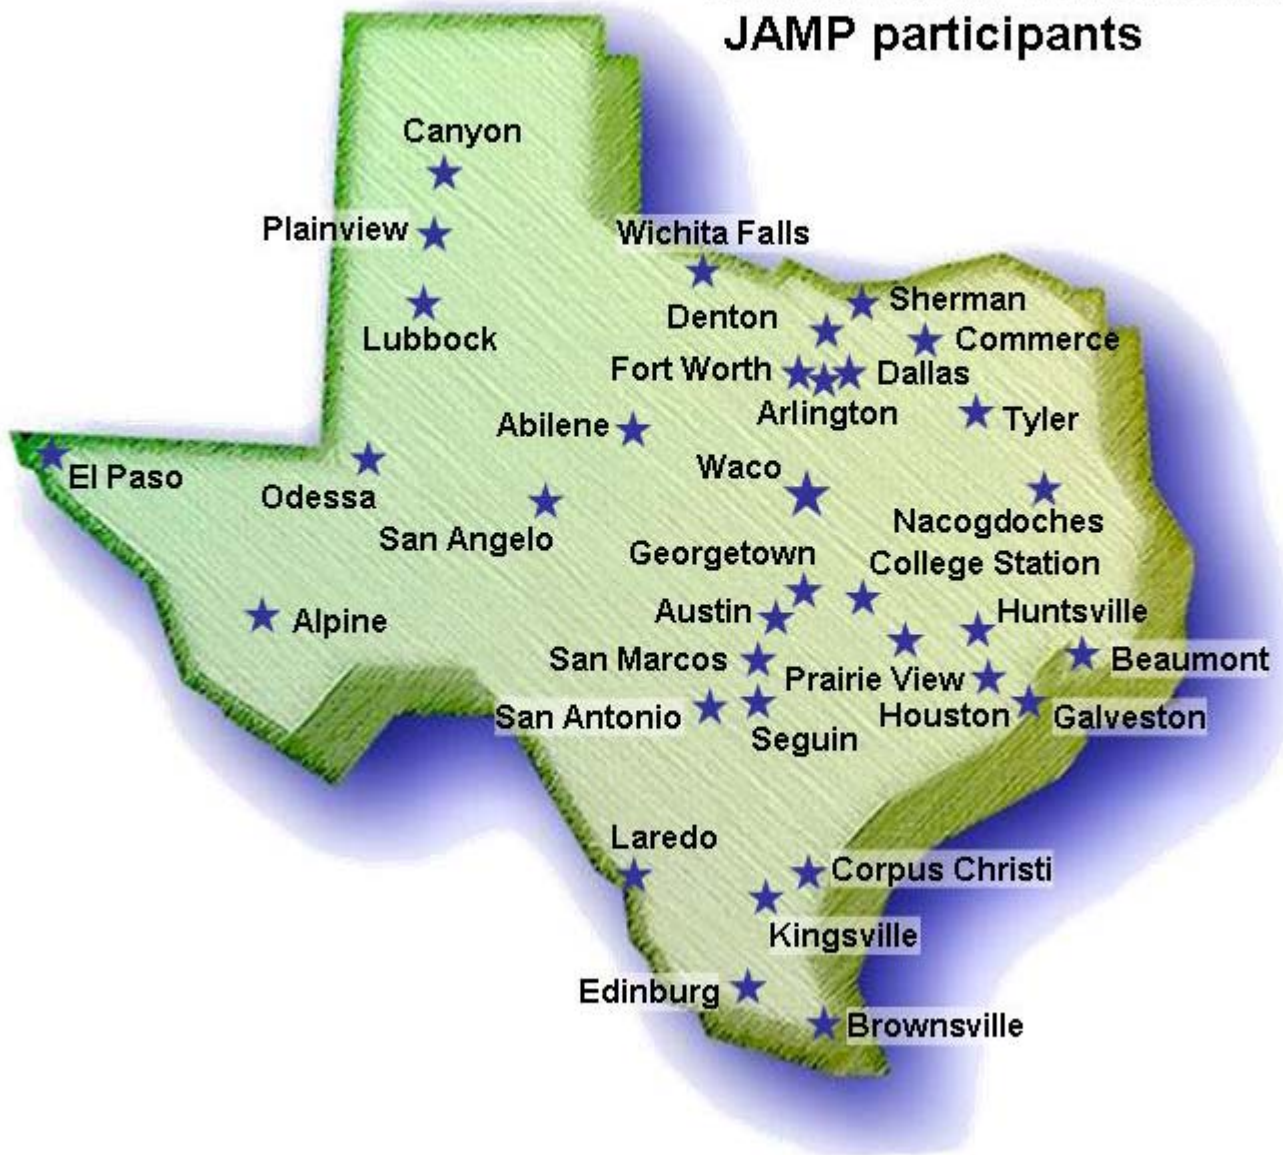 JAMP participants
Canyon
Plainview
Wichita Falls
Sherman
Denton
Lubbock
Commerce
Fort Worth
Dallas
Arlington
Abilene
Tyler
Waco
El Paso
Odessa
San Angelo
Nacogdoches
Georgetown
College Station
Austin
Huntsville
Alpine
San Marcos
Beaumont
Prairie View
San Antonio
Houston
Galveston
Seguin
Laredo
Corpus Christi
Kingsville
Edinburg
Brownsville